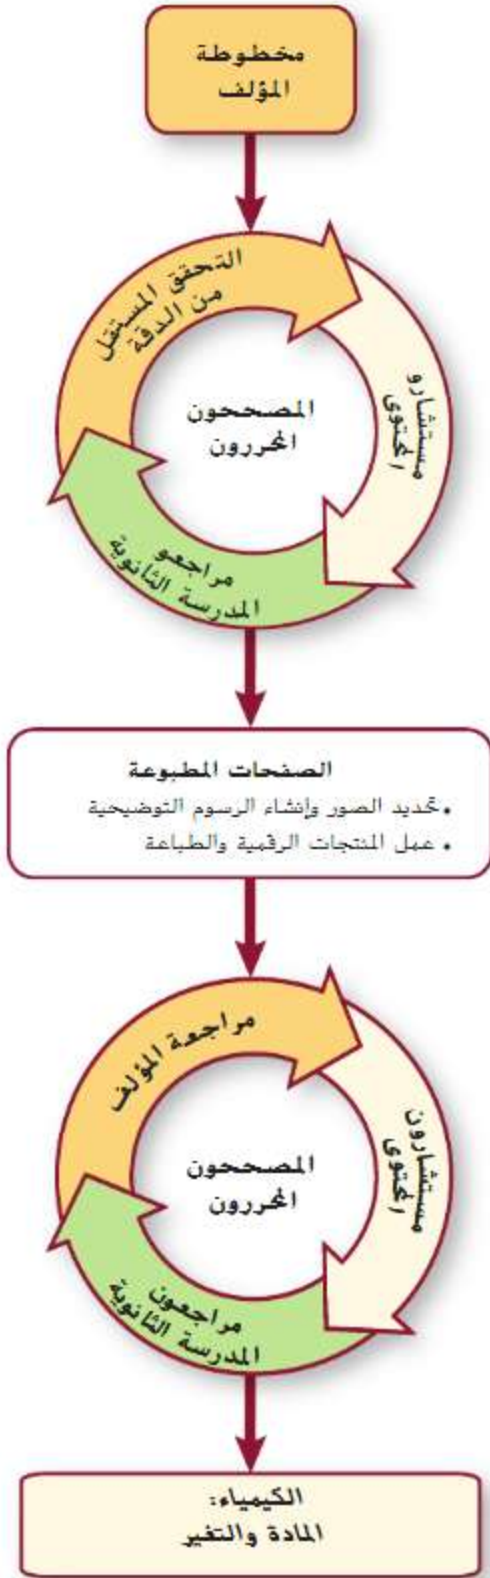 مخطوطة
المؤلف
التحقق المستقل
من الدقة
مستشارو
المحتوى
المصححون
المحررون
مراجعو
المدرسة الثانوية
الصفحات المطبوعة
• تحديد الصور وإنشاء الرسوم التوضيحية
• عمل المنتجات الرقمية والطباعة
مراجعة المؤلف
مستشارون
المحتوى
المصححون
المحررون
مراجعون
المدرسة الثانوية
الكيمياء:
المادة والتغير